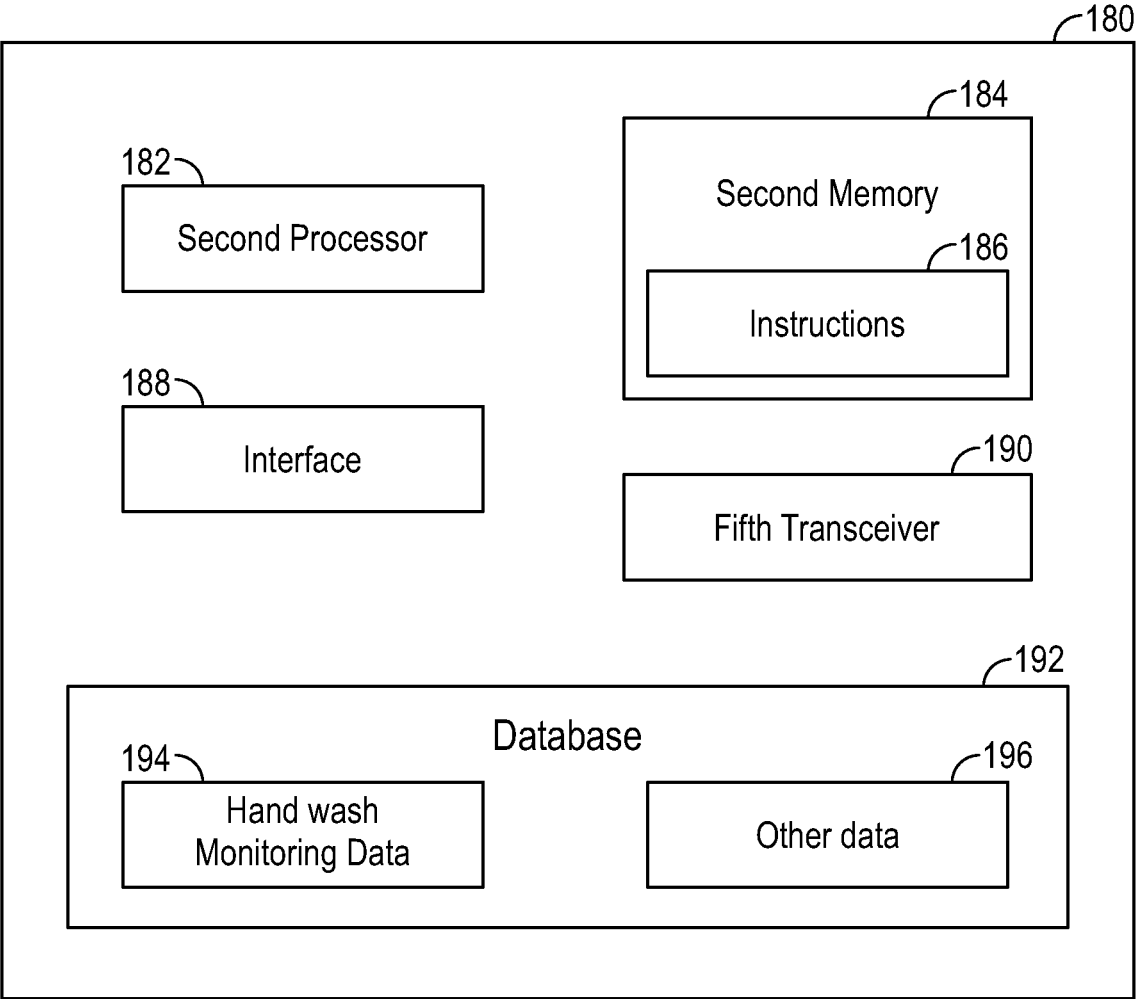 180
184
182
Second Memory
Second Processor
186
Instructions
188
Interface
190
Fifth Transceiver
192
Database
194
196
Hand wash
Monitoring Data
Other data